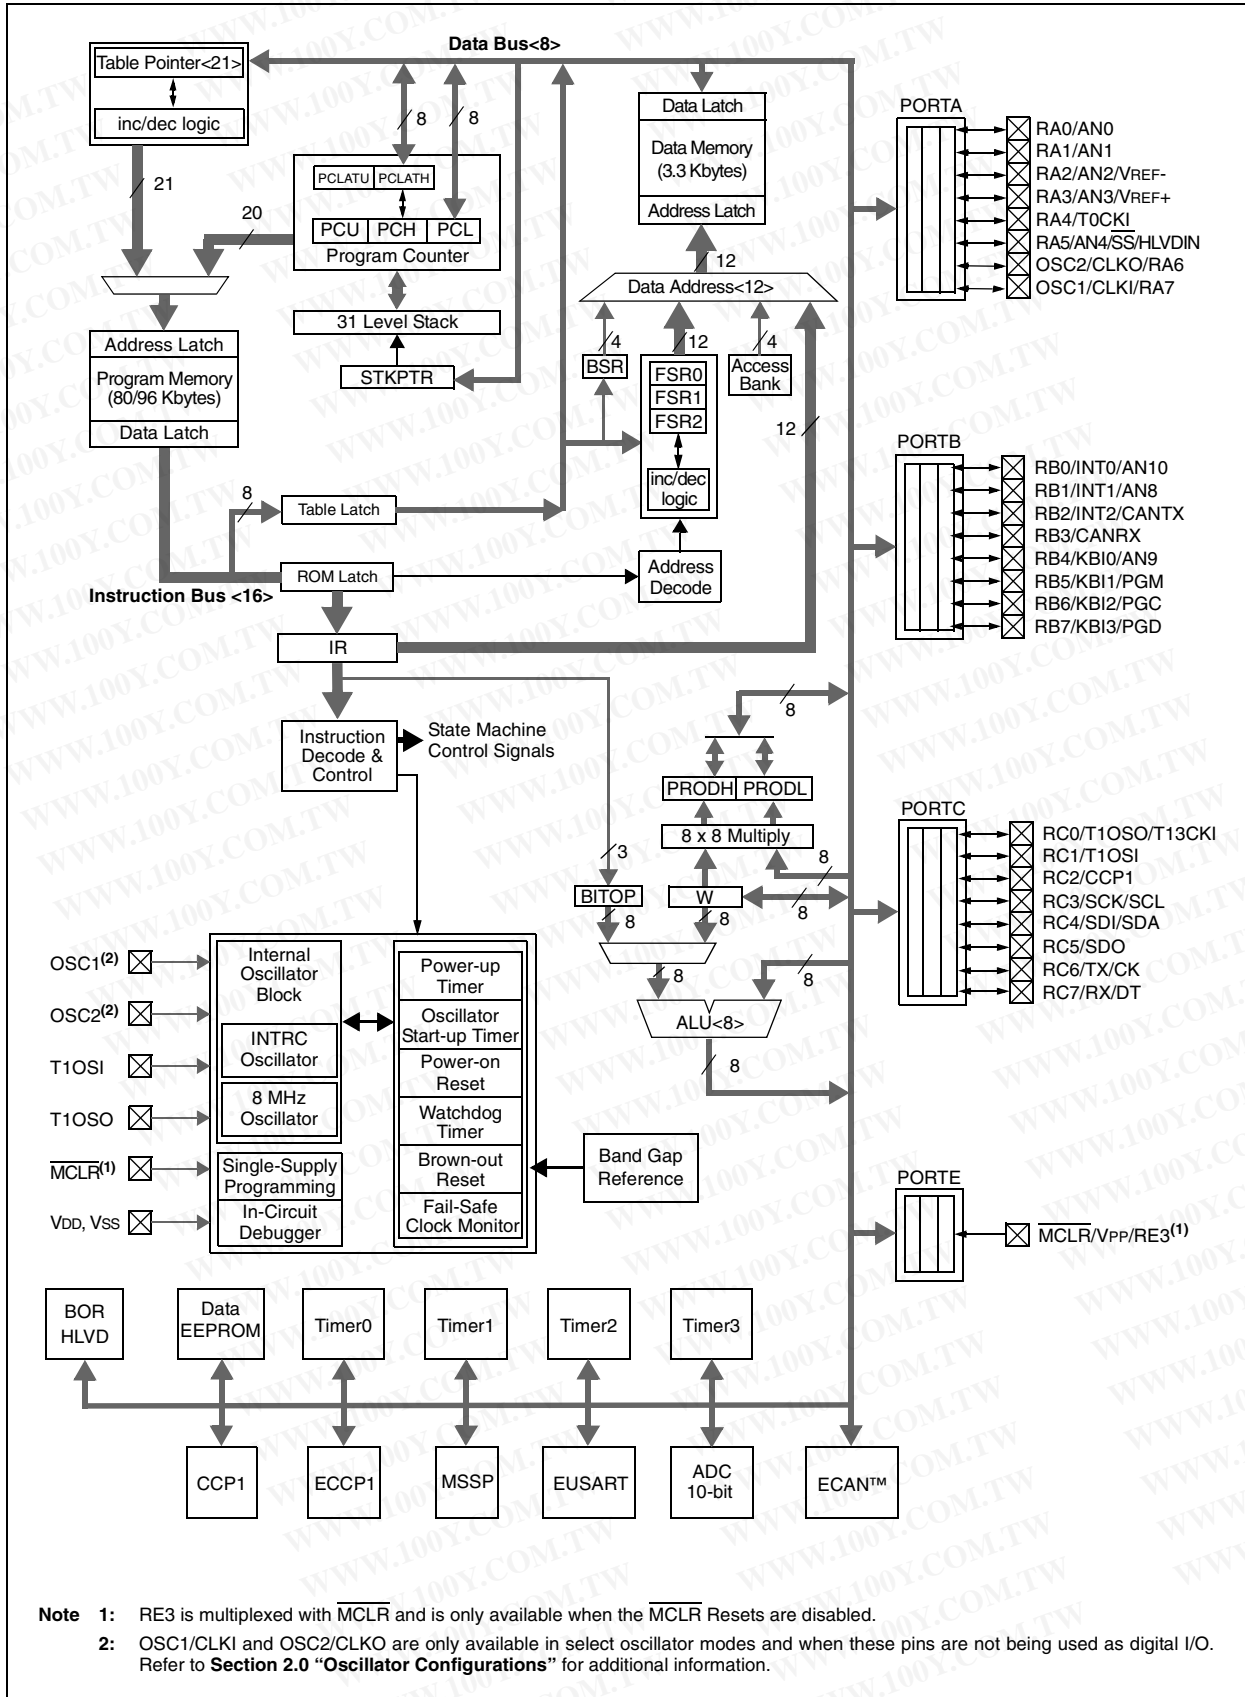 Data Bus<8>
Table Pointer<21>
inc/dec logic
21
20
8
8
PCLATU
PCLATH
PCU
PCH
PCL
Program Counter
31 Level Stack
STKPTR
Data Latch
Data Memory
(3.3 Kbytes)
Address Latch
12
Data Address<12>
4
12
4
BSR
FSR0
FSR1
FSR2
inc/dec
logic
Access
Bank
12
Address Latch
Program Memory
(80/96 Kbytes)
Data Latch
8
Table Latch
ROM Latch
Instruction Bus <16>
Address
Decode
IR
Instruction
Decode &
Control
State Machine
Control Signals
8
PRODH
PRODL
8 x 8 Multiply
3
8
BITOP
W
8
8
8
8
8
ALU<8>
8
PORTA
RA0/AN0
RA1/AN1
RA2/AN2/VREF-
RA3/AN3/VREF+
RA4/T0CKI
RA5/AN4/SS/HLVDIN
OSC2/CLKO/RA6
OSC1/CLKI/RA7
PORTB
RB0/INT0/AN10
RB1/INT1/AN8
RB2/INT2/CANTX
RB3/CANRX
RB4/KBI0/AN9
RB5/KBI1/PGM
RB6/KBI2/PGC
RB7/KBI3/PGD
PORTC
RC0/T1OSO/T13CKI
RC1/T1OSI
RC2/CCP1
RC3/SCK/SCL
RC4/SDI/SDA
RC5/SDO
RC6/TX/CK
RC7/RX/DT
PORTE
MCLR/VPP/RE3(1)
OSC1(2)
OSC2(2)
T1OSI
T1OSO
MCLR(1)
VDD, VSS
Internal
Oscillator
Block
INTRC
Oscillator
8 MHz
Oscillator
Single-Supply
Programming
In-Circuit
Debugger
Power-up
Timer
Oscillator
Start-up Timer
Power-on
Reset
Watchdog
Timer
Brown-out
Reset
Fail-Safe
Clock Monitor
Band Gap
Reference
BOR
HLVD
Data
EEPROM
Timer0
Timer1
Timer2
Timer3
CCP1
ECCP1
MSSP
EUSART
ADC
10-bit
ECAN™
Note 1: RE3 is multiplexed with MCLR and is only available when the MCLR Resets are disabled.
2: OSC1/CLKI and OSC2/CLKO are only available in select oscillator modes and when these pins are not being used as digital I/O.
Refer to Section 2.0 “Oscillator Configurations” for additional information.
WWW.100Y.COM.TW